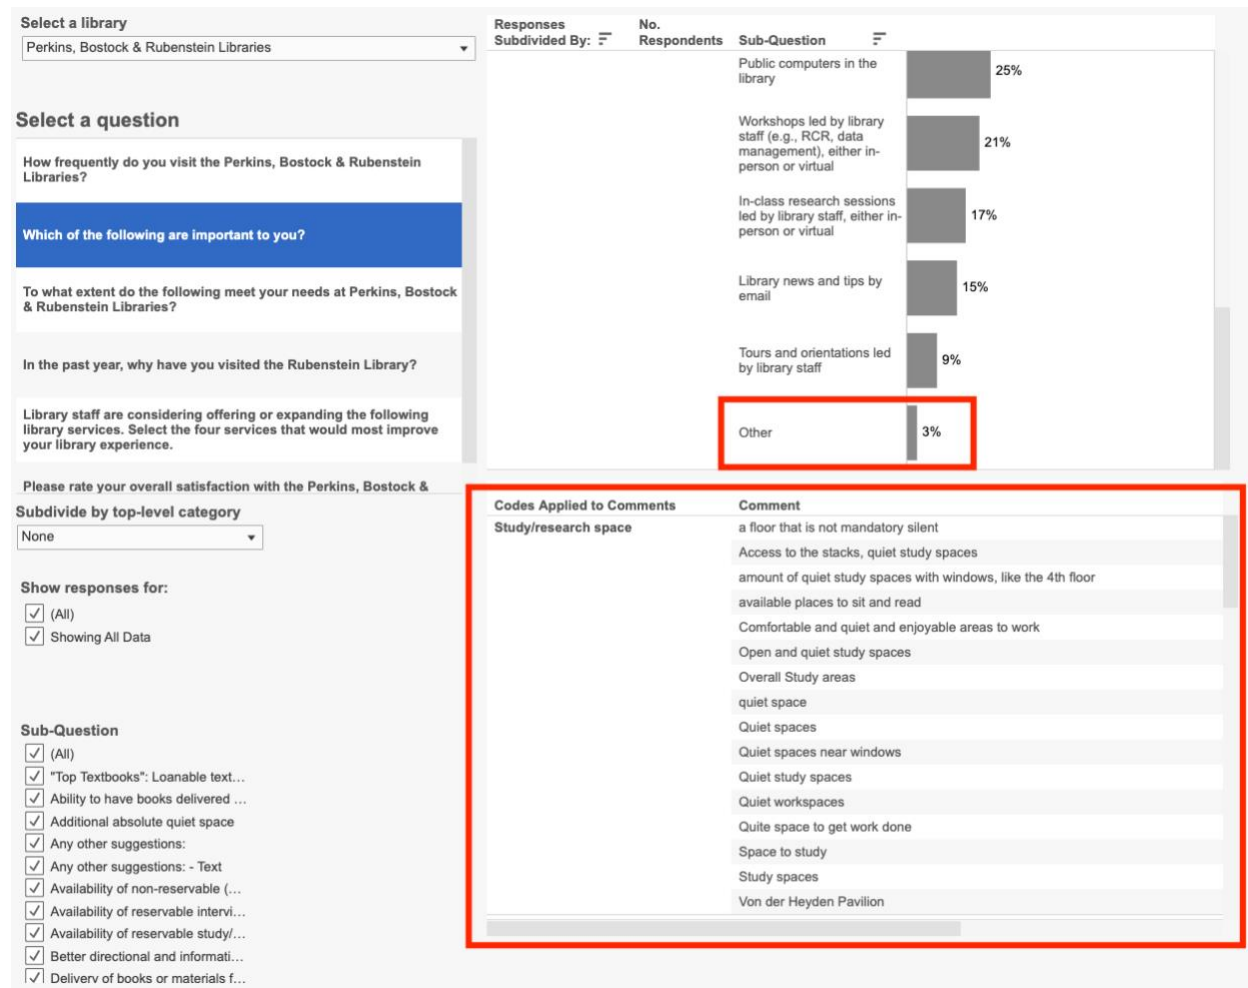 Select a library
Perkins, Bostock & Rubenstein Libraries
Select a question
How frequently do you visit the Perkins, Bostock & Rubenstein
Libraries?
Which of the following are important to you?
To what extent do the following meet your needs at Perkins, Bostock
& Rubenstein Libraries?
In the past year, why have you visited the Rubenstein Library?
Library staff are considering offering or expanding the following
library services. Select the four services that would most improve
your library experience.
Please rate your overall satisfaction with the Perkins, Bostock &
Subdivide by top-level category
None
Show responses for:
(All)
Showing All Data
Sub-Question
(All)
"Top Textbooks": Loanable text...
Ability to have books delivered ...
Additional absolute quiet space
Any other suggestions:
Any other suggestions: - Text
Availability of non-reservable (...
Availability of reservable intervi...
Availability of reservable study/...
Better directional and informati...
Delivery of books or materials f...
Responses
Subdivided By:
No.
Respondents
Sub-Question
Public computers in the
library
25%
Workshops led by library
staff (e.g., RCR, data
management), either in-
person or virtual
21%
In-class research sessions
led by library staff, either in-
person or virtual
17%
Library news and tips by
email
15%
Tours and orientations led
by library staff
9%
Other
3%
Codes Applied to Comments
Comment
Study/research space
a floor that is not mandatory silent
Access to the stacks, quiet study spaces
amount of quiet study spaces with windows, like the 4th floor
available places to sit and read
Comfortable and quiet and enjoyable areas to work
Open and quiet study spaces
Overall Study areas
quiet space
Quiet spaces
Quiet spaces near windows
Quiet study spaces
Quiet workspaces
Quite space to get work done
Space to study
Study spaces
Von der Heyden Pavilion